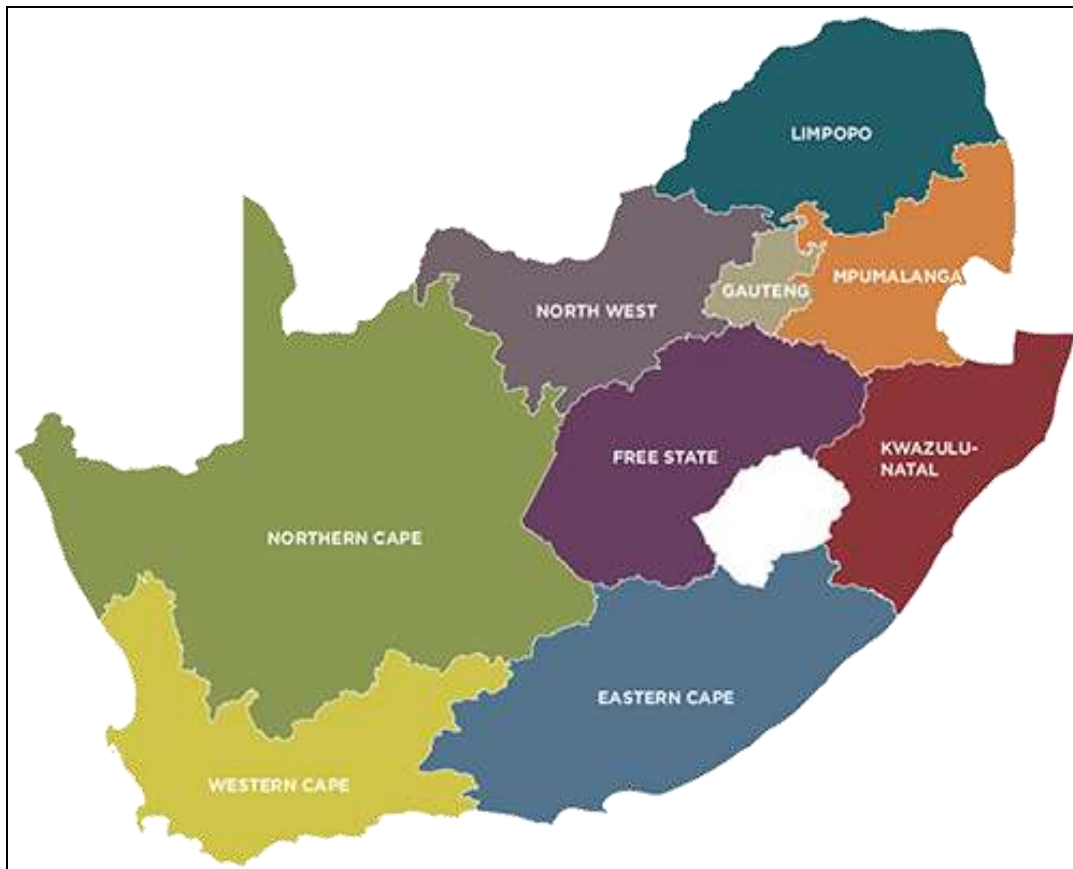 LIMPOPO
MPUMALANGA
GAUTENG
NORTH WEST
KWAZULU-
NATAL
FREE STATE
NORTHERN CAPE
EASTERN CAPE
WESTERN CAPE